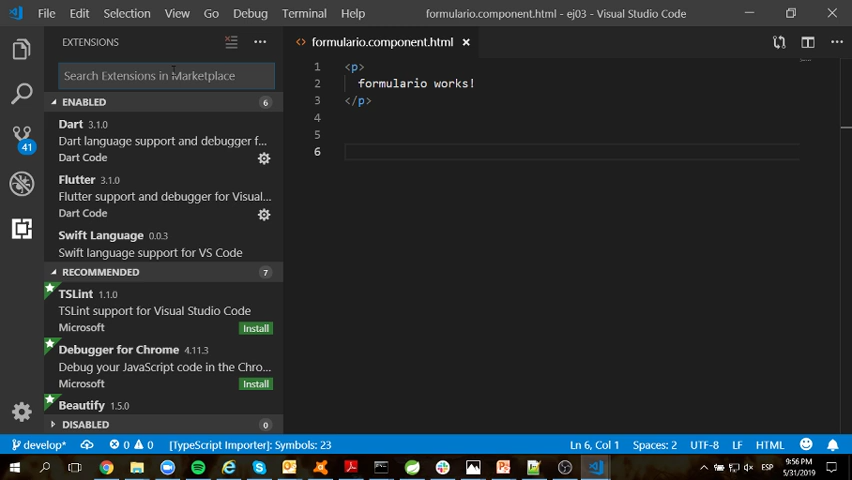 File Edit Selection View Go Debug Terminal Help formulario.component.html - ej03 - Visual Studio Code
EXTENSIONS
formulario.component.html
Search Extensions in Marketplace
ENABLED 6
Dart 3.1.0
Dart language support and debugger f...
Dart Code
Flutter 3.1.0
Flutter support and debugger for Visual...
Dart Code
Swift Language 0.0.3
Swift language support for VS Code
RECOMMENDED 7
TSLint 1.1.0
TSLint support for Visual Studio Code
Microsoft Install
Debugger for Chrome 4.11.3
Debug your JavaScript code in the Chro...
Microsoft Install
Beautify 1.5.0
DISABLED 0
41
1 <p>
2 formulario works!
3 </p>
4
5
6
develop* 0 0 [TypeScript Importer]: Symbols: 23 Ln 6, Col 1 Spaces: 2 UTF-8 LF HTML
ESP
9:56 PM
5/31/2019